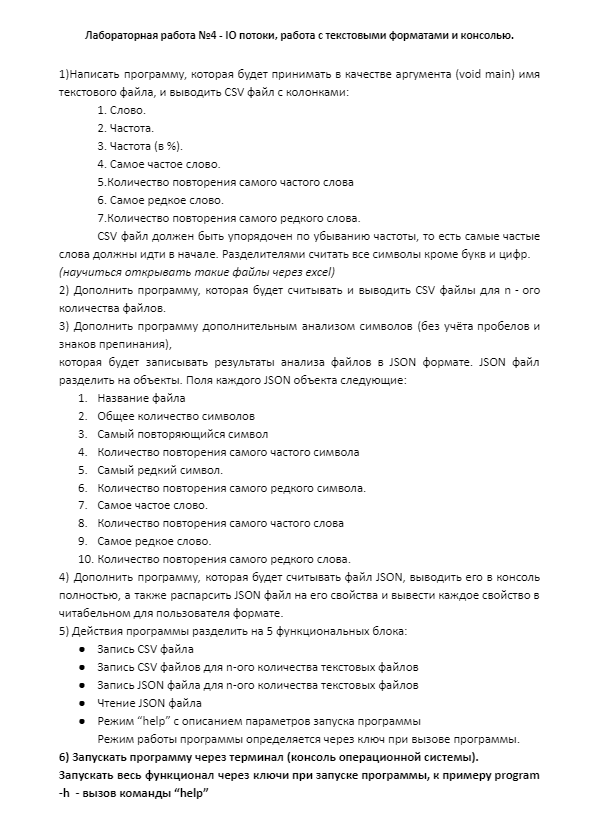 Лабораторная работа №4 - IO потоки, работа с текстовыми форматами и консолью.
1)Написать программу, которая будет принимать в качестве аргумента (void main) имя
текстового файла, и выводить CSV файл с колонками:
1. Слово.
2. Частота.
3. Частота (в %).
4. Самое частое слово.
5.Количество повторения самого частого слова
6. Самое редкое слово.
7.Количество повторения самого редкого слова.
CSV файл должен быть упорядочен по убыванию частоты, то есть самые частые
слова должны идти в начале. Разделителями считать все символы кроме букв и цифр.
(научиться открывать такие файлы через excel)
2) Дополнить программу, которая будет считывать и выводить CSV файлы для n - ого
количества файлов.
3) Дополнить программу дополнительным анализом символов (без учёта пробелов и
знаков препинания),
которая будет записывать результаты анализа файлов в JSON формате. JSON файл
разделить на объекты. Поля каждого JSON объекта следующие:
1. Название файла
2. Общее количество символов
3. Самый повторяющийся символ
4. Количество повторения самого частого символа
5. Самый редкий символ.
6. Количество повторения самого редкого символа.
7. Самое частое слово.
8. Количество повторения самого частого слова
9. Самое редкое слово.
10. Количество повторения самого редкого слова.
4) Дополнить программу, которая будет считывать файл JSON, выводить его в консоль
полностью, а также распарсить JSON файл на его свойства и вывести каждое свойство в
читабельном для пользователя формате.
5) Действия программы разделить на 5 функциональных блока:
● Запись CSV файла
● Запись CSV файлов для n-ого количества текстовых файлов
● Запись JSON файла для n-ого количества текстовых файлов
● Чтение JSON файла
● Режим “help” с описанием параметров запуска программы
Режим работы программы определяется через ключ при вызове программы.
6) Запускать программу через терминал (консоль операционной системы).
Запускать весь функционал через ключи при запуске программы, к примеру program
-h - вызов команды “help”